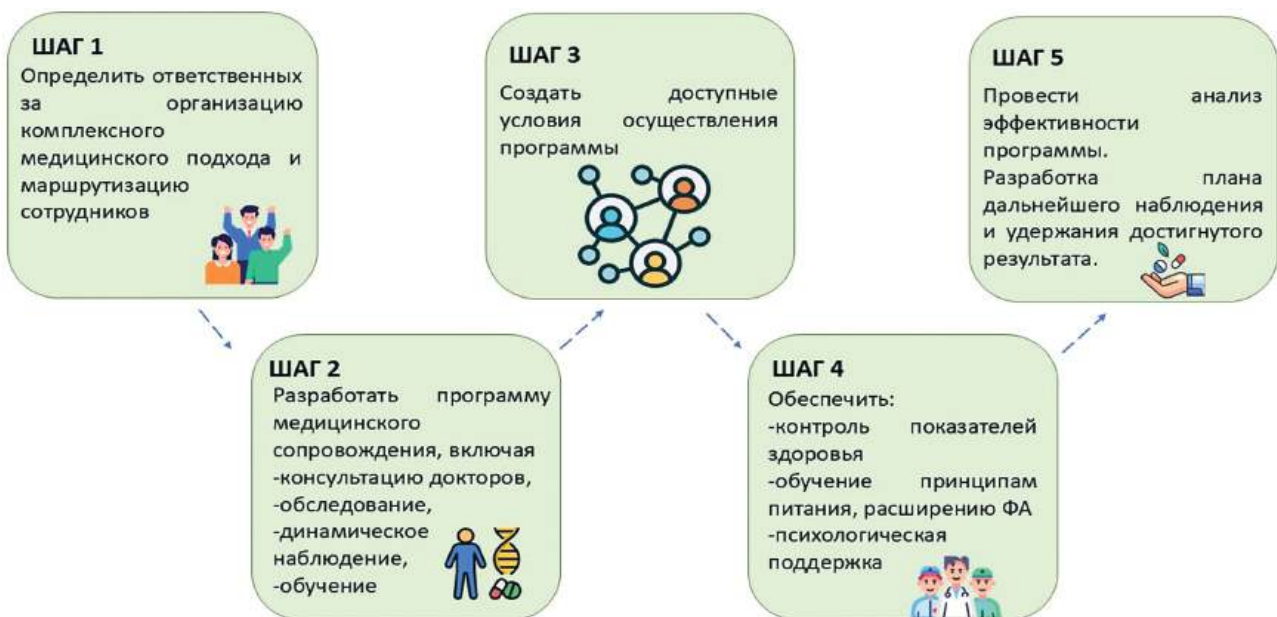 ШАГ 1
Определить ответственных
за организацию
комплексного
медицинского подхода и
маршрутизацию
сотрудников
ШАГ 2
Разработать программу
медицинского
сопровождения, включая
-консультацию докторов,
-обследование,
-динамическое
наблюдение,
-обучение
ШАГ 3
Создать доступные
условия осуществления
программы
ШАГ 4
Обеспечить:
-контроль показателей
здоровья
-обучение принципам
питания, расширению ФА
-психологическая
поддержка
ШАГ 5
Провести анализ
эффективности
программы.
Разработка плана
дальнейшего наблюдения
и удержания достигнутого
результата.